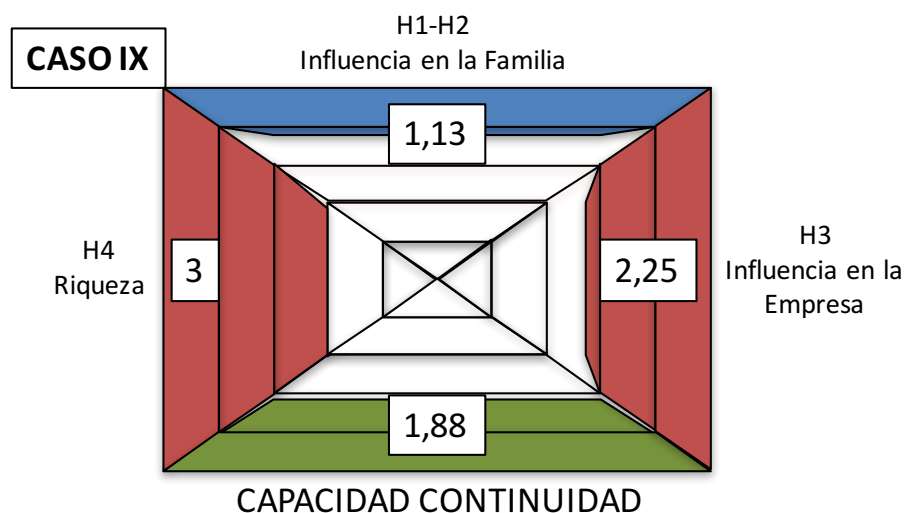 CASO IX
H1-H2
Influencia en la Familia
1,13
H4
Riqueza
3
2,25
H3
Influencia en la
Empresa
1,88
CAPACIDAD CONTINUIDAD